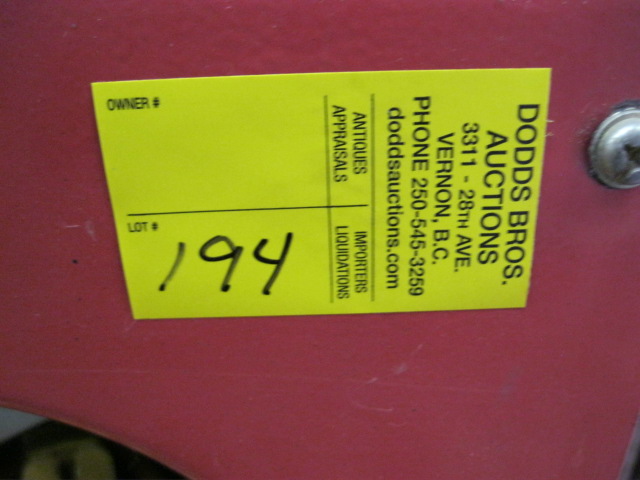 DODDS BROS.
AUCTIONS
3311 - 28TH AVE.
VERNON, B.C.
PHONE 250-545-3259
doddsauctions.com
ANTIQUES IMPORTERS
APPRAISALS LIQUIDATIONS
OWNER #
LOT #
194